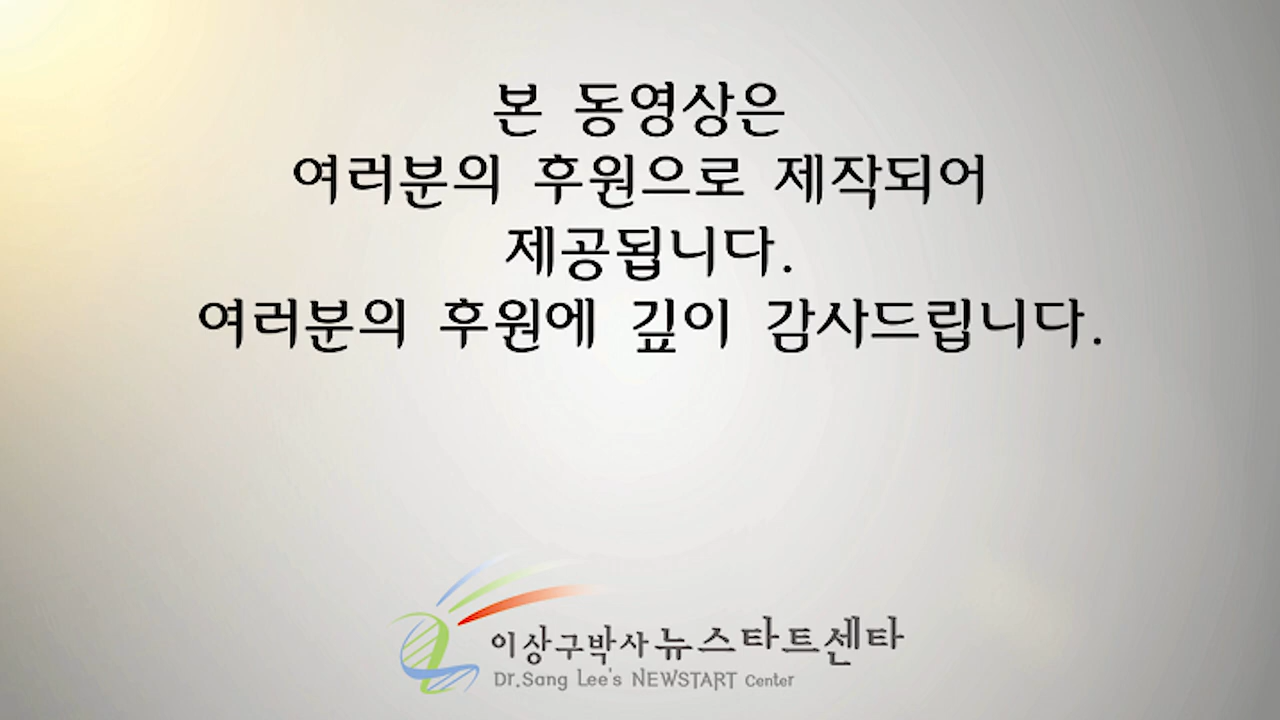 본 동영상은
여러분의 후원으로 제작되어
제공됩니다.
여러분의 후원에 깊이 감사드립니다.
이상구박사 뉴스타트센타
Dr.Sang Lee's NEWSTART Center